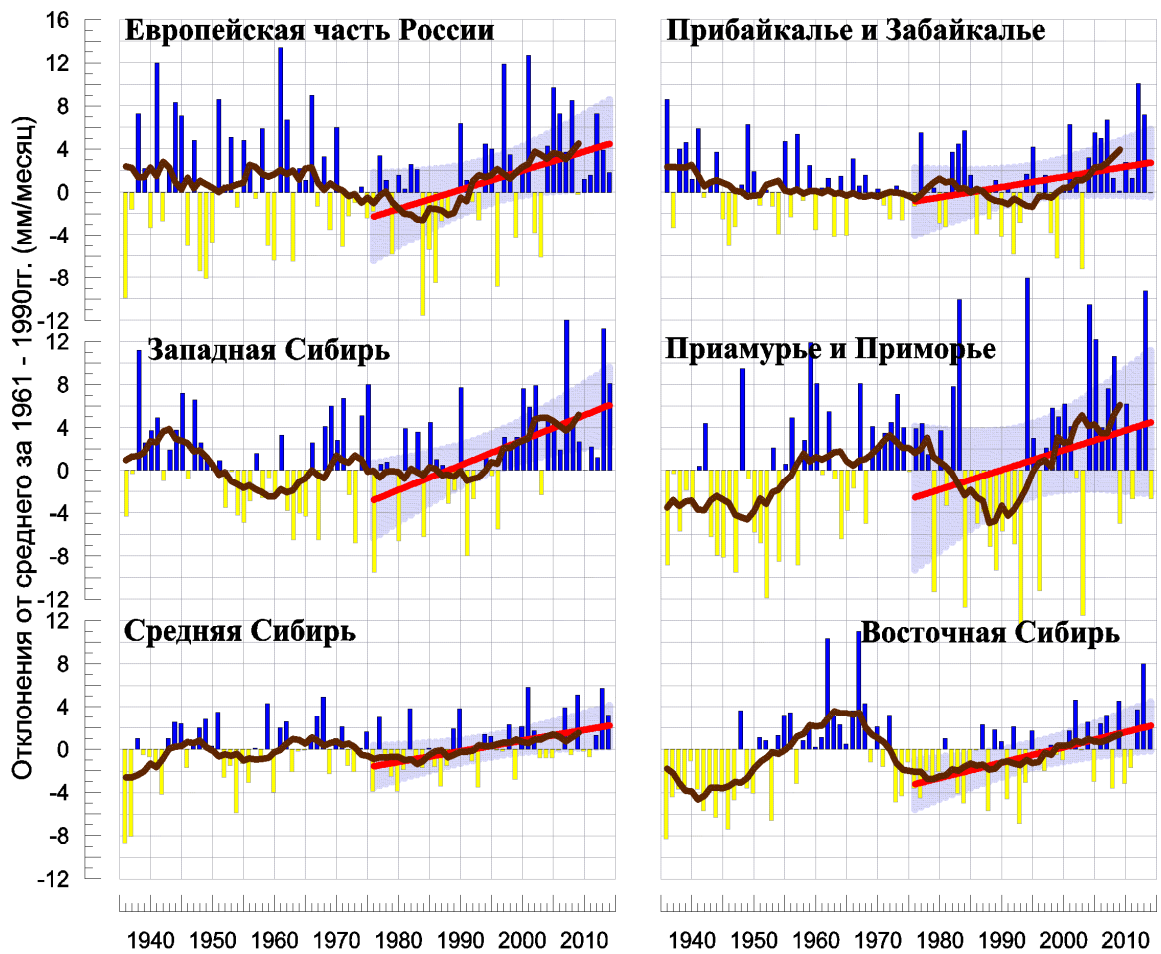 Отклонения от среднего за 1961 - 1990гг. (мм/месяц)
Европейская часть России
Прибайкалье и Забайкалье
16
12
8
4
0
-4
-8
-12
Западная Сибирь
Приамурье и Приморье
12
8
4
0
-4
-8
-12
Средняя Сибирь
Восточная Сибирь
12
8
4
0
-4
-8
-12
1940 1950 1960 1970 1980 1990 2000 2010
1940 1950 1960 1970 1980 1990 2000 2010